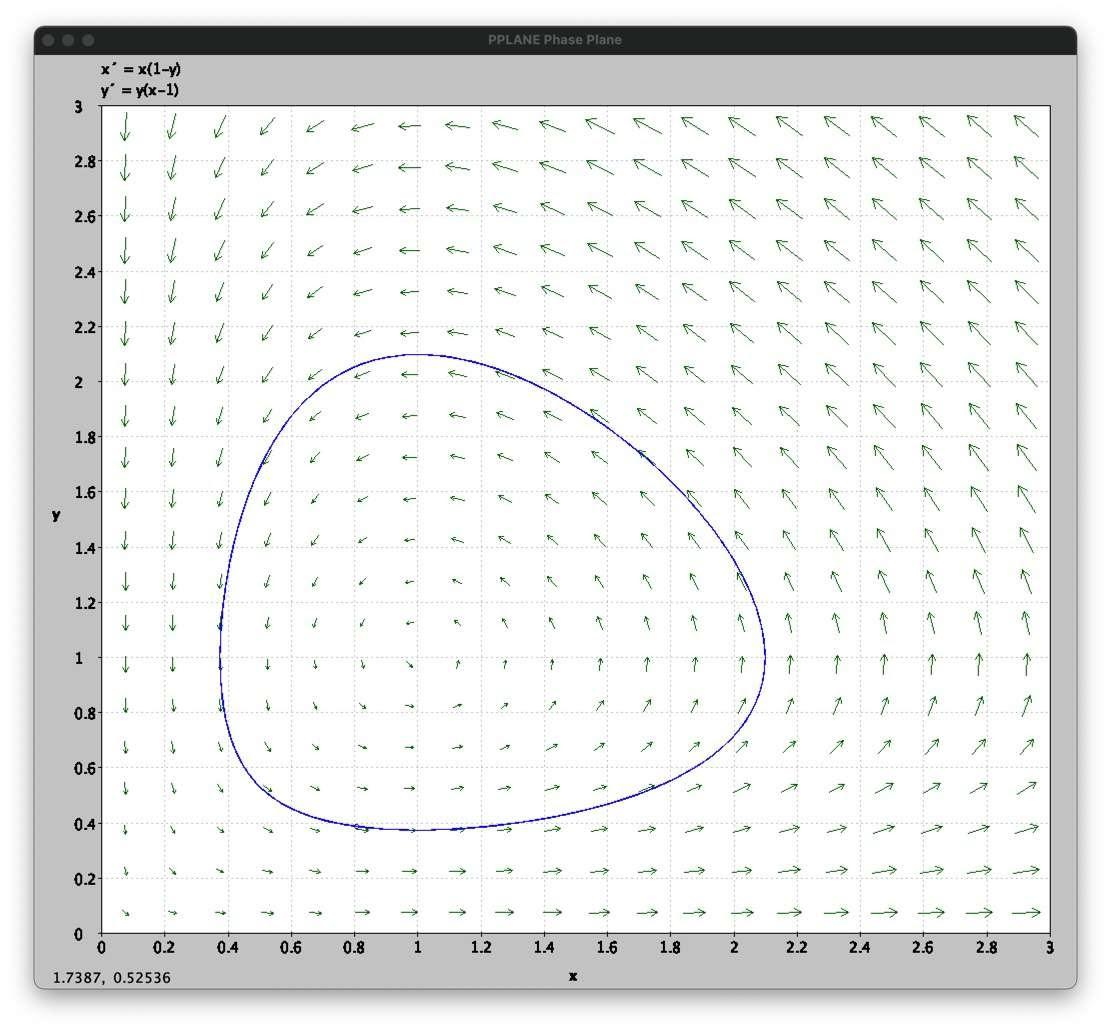 PPLANE Phase Plane
x´ = x(1-y)
y´ = y(x-1)
3
2.8
2.6
2.4
2.2
2
1.8
1.6
y
1.4
1.2
1
0.8
0.6
0.4
0.2
0
0 0.2 0.4 0.6 0.8 1 1.2 1.4 1.6 1.8 2 2.2 2.4 2.6 2.8 3
x
1.7387, 0.52536